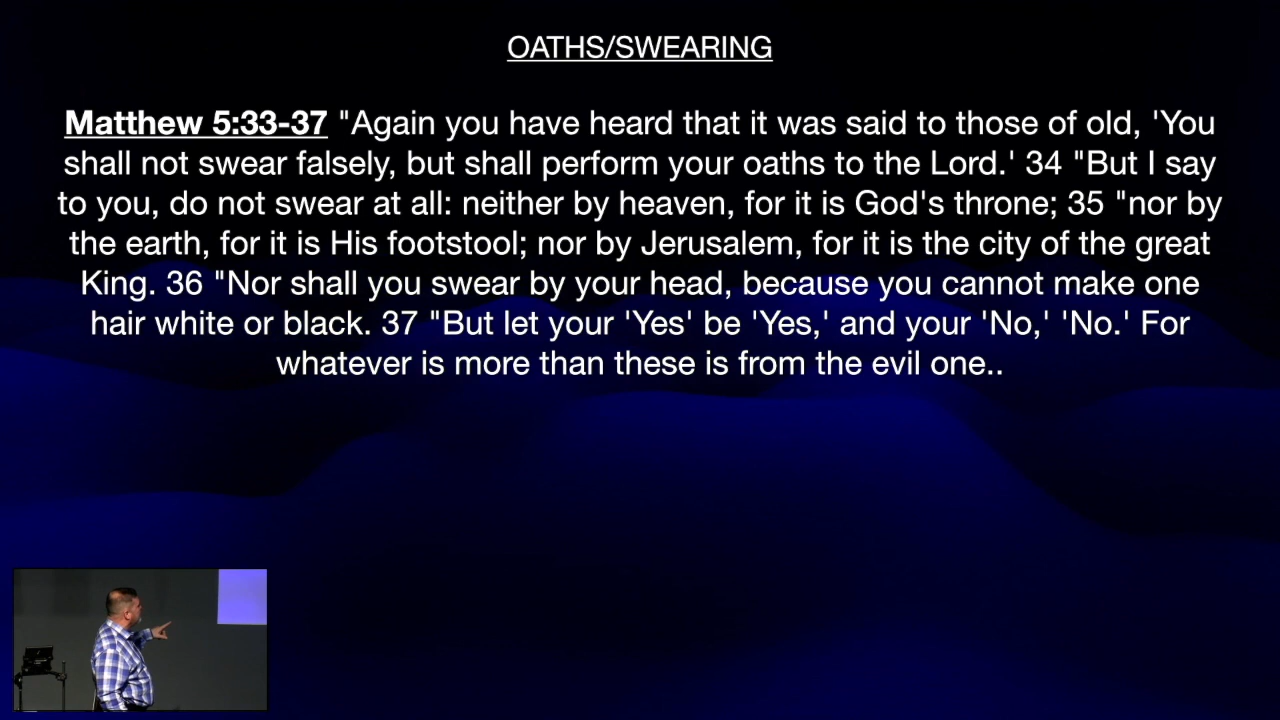 OATHS/SWEARING
Matthew 5:33-37 "Again you have heard that it was said to those of old, 'You
shall not swear falsely, but shall perform your oaths to the Lord.' 34 "But I say
to you, do not swear at all: neither by heaven, for it is God's throne; 35 "nor by
the earth, for it is His footstool; nor by Jerusalem, for it is the city of the great
King. 36 "Nor shall you swear by your head, because you cannot make one
hair white or black. 37 "But let your 'Yes' be 'Yes,' and your 'No,' 'No.' For
whatever is more than these is from the evil one..